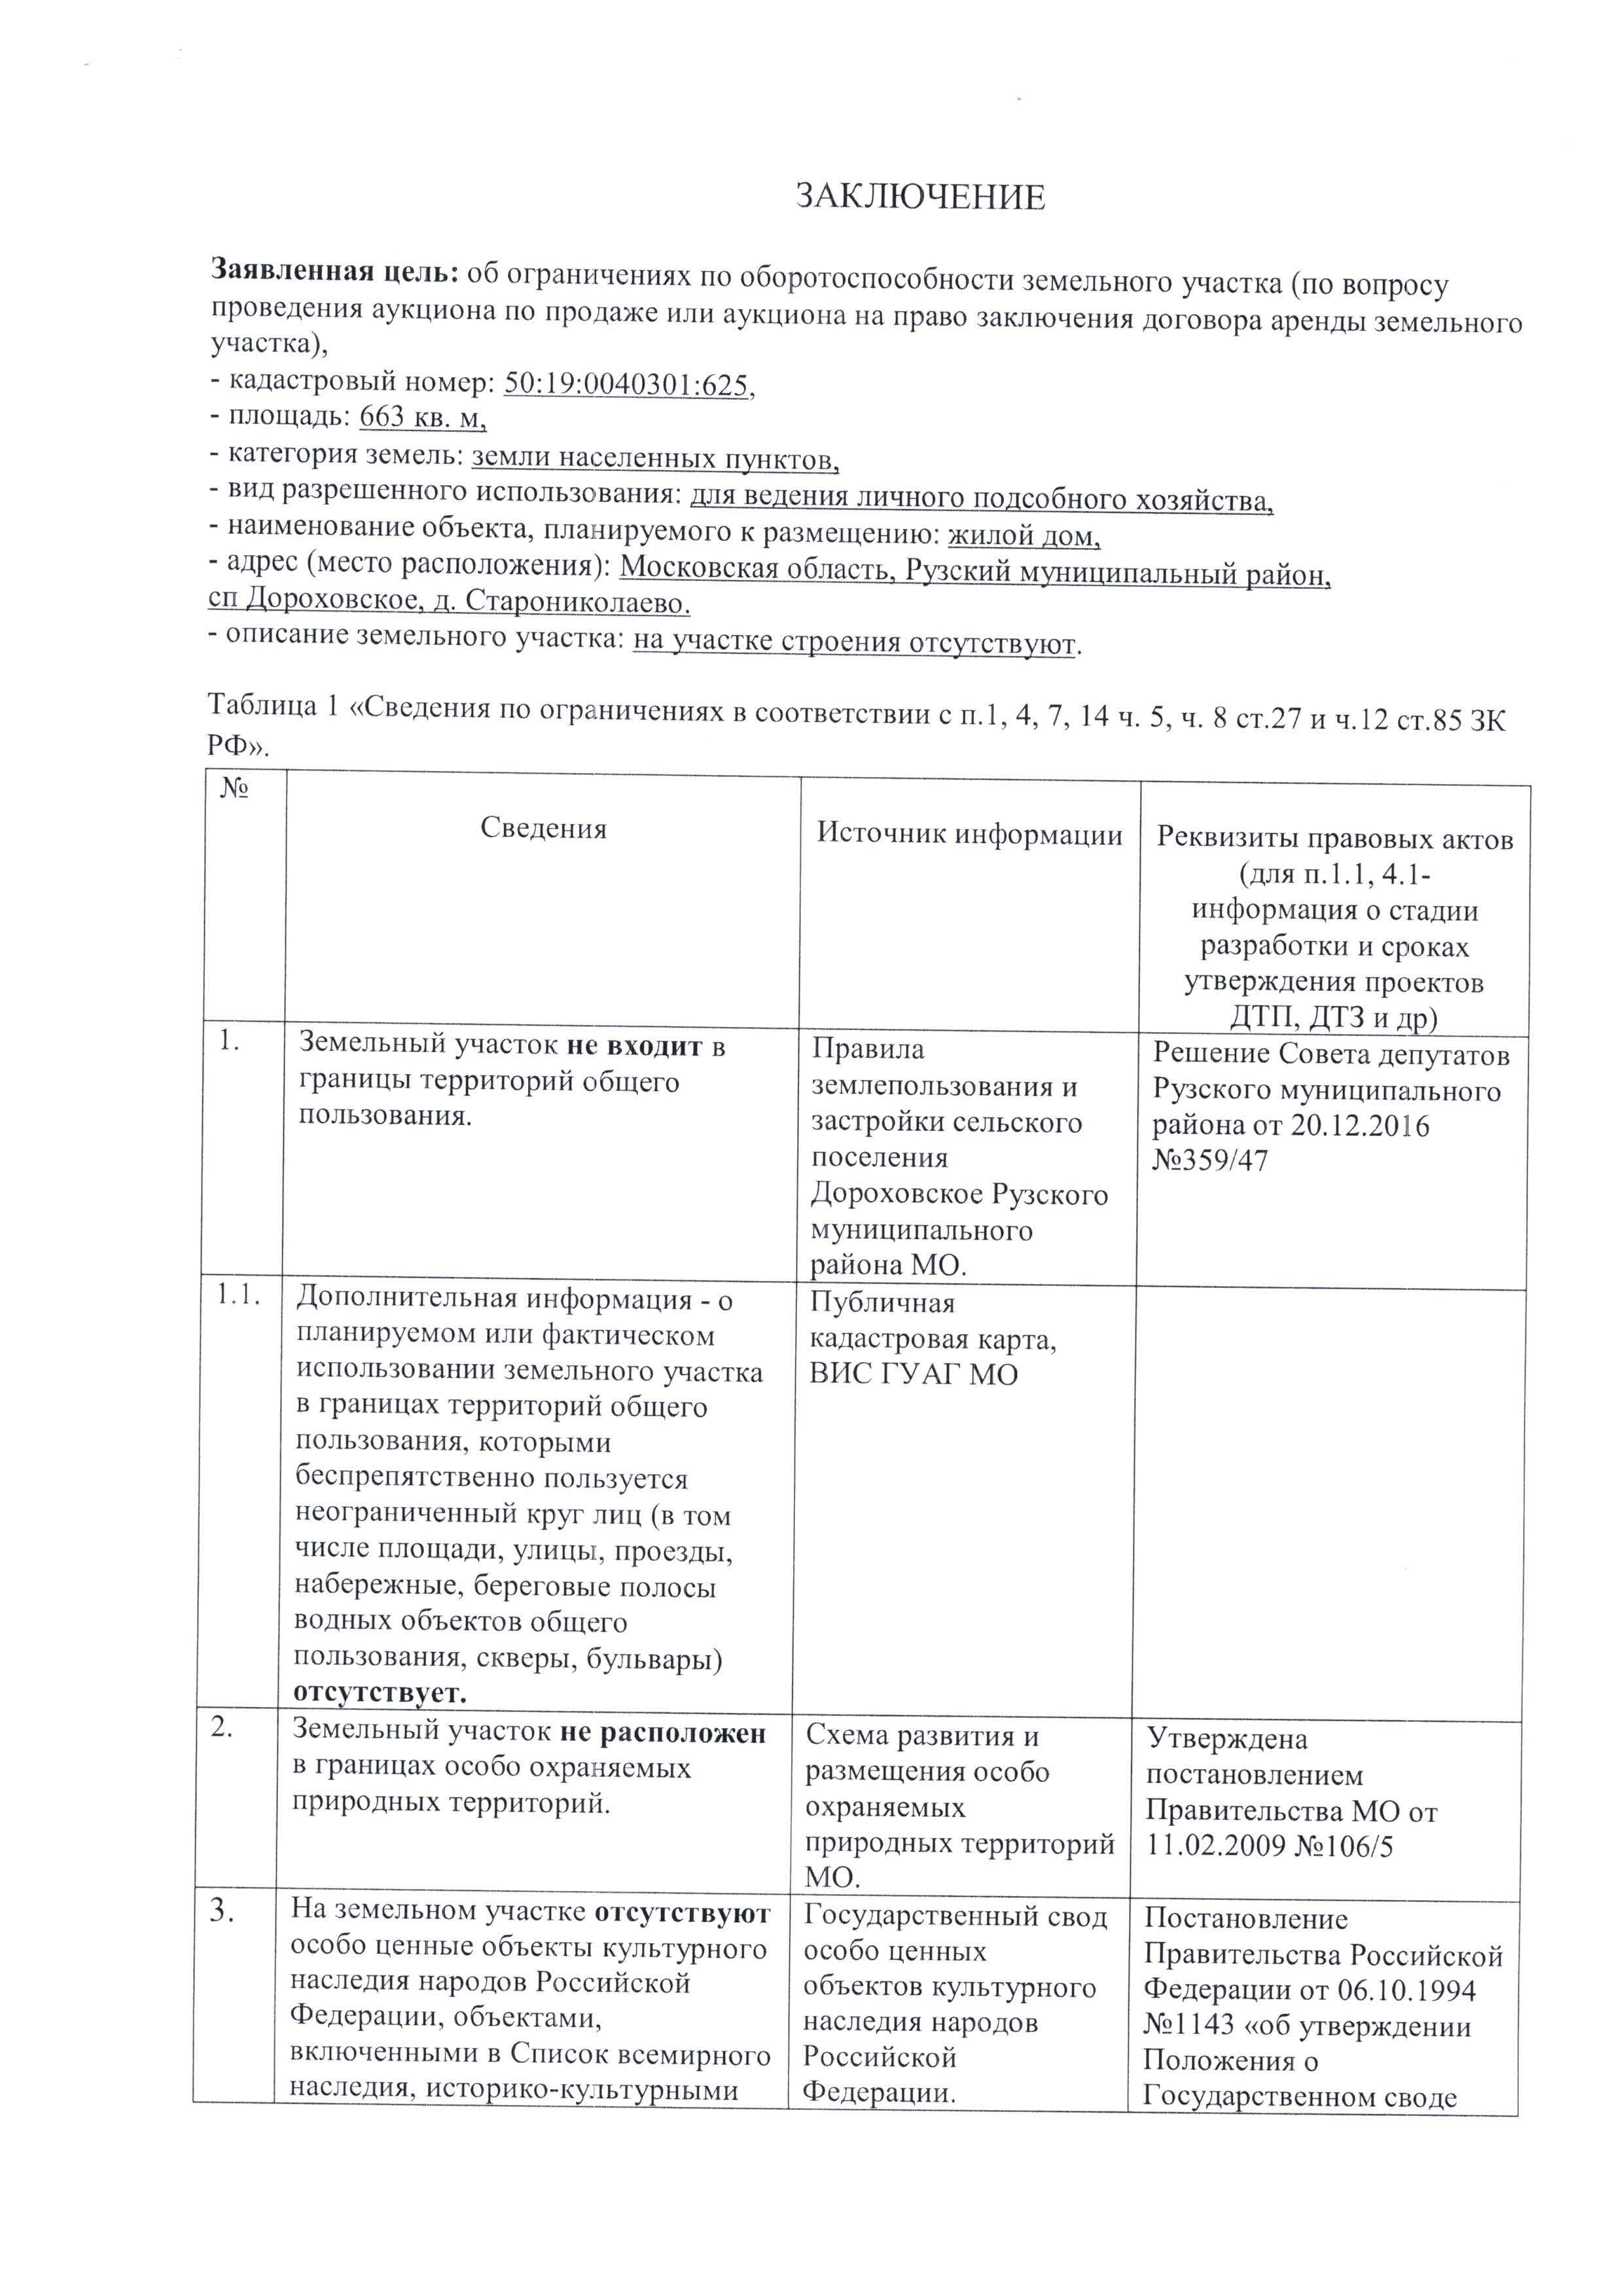 ЗАКЛЮЧЕНИЕ
Заявленная цель: об ограничениях по оборотоспособности земельного участка (по вопросу
проведения аукциона по продаже или аукциона на право заключения договора аренды земельного
участка),
- кадастровый номер: 50:19:0040301:625,
- площадь: 663 кв. м,
- категория земель: земли населенных пунктов,
- вид разрешенного использования: для ведения личного подсобного хозяйства,
- наименование объекта, планируемого к размещению: жилой дом,
- адрес (место расположения): Московская область, Рузский муниципальный район,
сп Дороховское, д. Старониколаево.
- описание земельного участка: на участке строения отсутствуют.
Таблица 1 «Сведения по ограничениях в соответствии с п.1, 4, 7, 14 ч. 5, ч. 8 ст.27 и ч.12 ст.85 ЗК
РФ».
№
Сведения
Источник информации
Реквизиты правовых актов
(для п.1.1, 4.1-
информация о стадии
разработки и сроках
утверждения проектов
ДТП, ДТЗ и др)
1.
Земельный участок не входит в
границы территорий общего
пользования.
Правила
землепользования и
застройки сельского
поселения
Дороховское Рузского
муниципального
района МО.
Решение Совета депутатов
Рузского муниципального
района от 20.12.2016
№359/47
1.1.
Дополнительная информация - о
планируемом или фактическом
использовании земельного участка
в границах территорий общего
пользования, которыми
беспрепятственно пользуется
неограниченный круг лиц (в том
числе площади, улицы, проезды,
набережные, береговые полосы
водных объектов общего
пользования, скверы, бульвары)
отсутствует.
Публичная
кадастровая карта,
ВИС ГУАГ МО
2.
Земельный участок не расположен
в границах особо охраняемых
природных территорий.
Схема развития и
размещения особо
охраняемых
природных территорий
МО.
Утверждена
постановлением
Правительства МО от
11.02.2009 №106/5
3.
На земельном участке отсутствуют
особо ценные объекты культурного
наследия народов Российской
Федерации, объектами,
включенными в Список всемирного
наследия, историко-культурными
Государственный свод
особо ценных
объектов культурного
наследия народов
Российской
Федерации.
Постановление
Правительства Российской
Федерации от 06.10.1994
№1143 «об утверждении
Положения о
Государственном своде